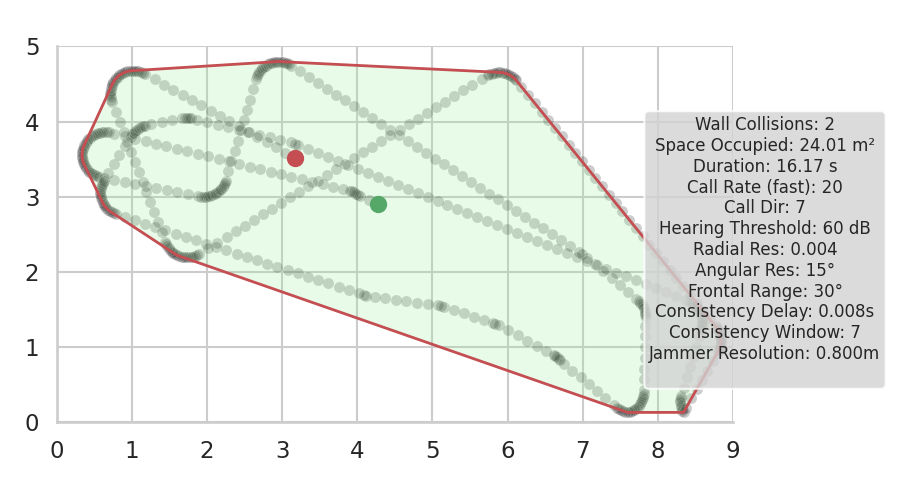 5
4
3
2
1
0
0 1 2 3 4 5 6 7 8 9
Wall Collisions: 2
Space Occupied: 24.01 m²
Duration: 16.17 s
Call Rate (fast): 20
Call Dir: 7
Hearing Threshold: 60 dB
Radial Res: 0.004
Angular Res: 15°
Frontal Range: 30°
Consistency Delay: 0.008s
Consistency Window: 7
Jammer Resolution: 0.800m